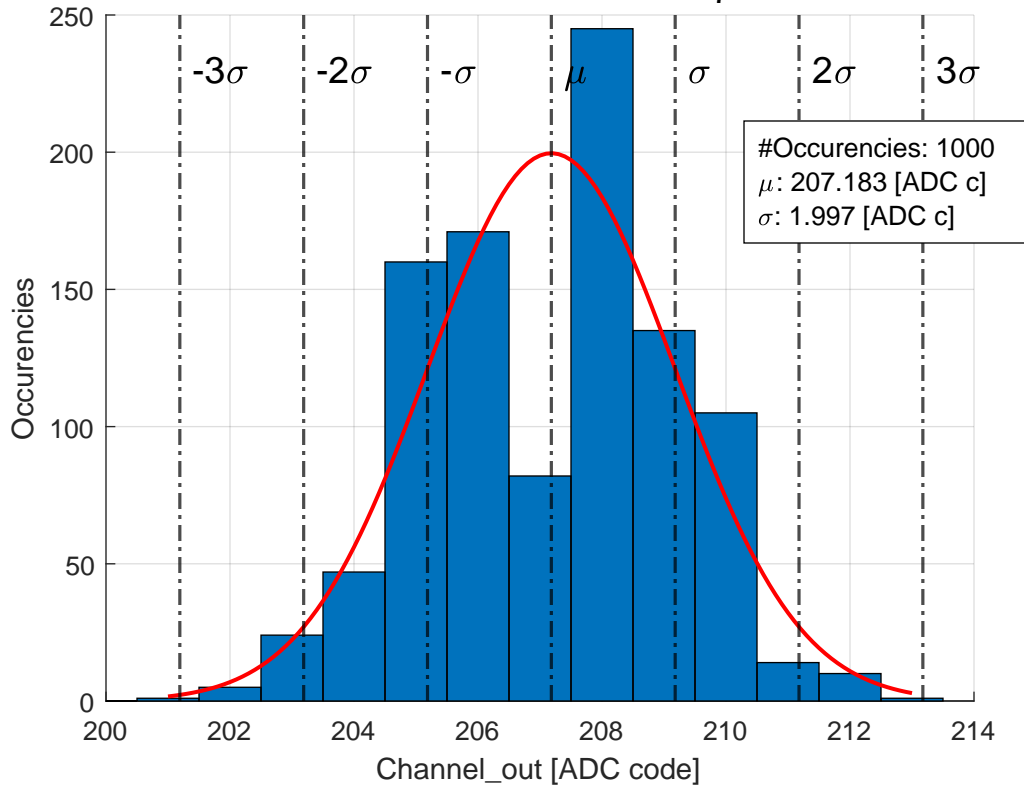 250
200
150
100
50
0
-3σ -2σ -σ μ σ 2σ 3σ
#Occurencies: 1000
μ: 207.183 [ADC c]
σ: 1.997 [ADC c]
Occurencies
200 202 204 206 208 210 212 214
Channel_out [ADC code]